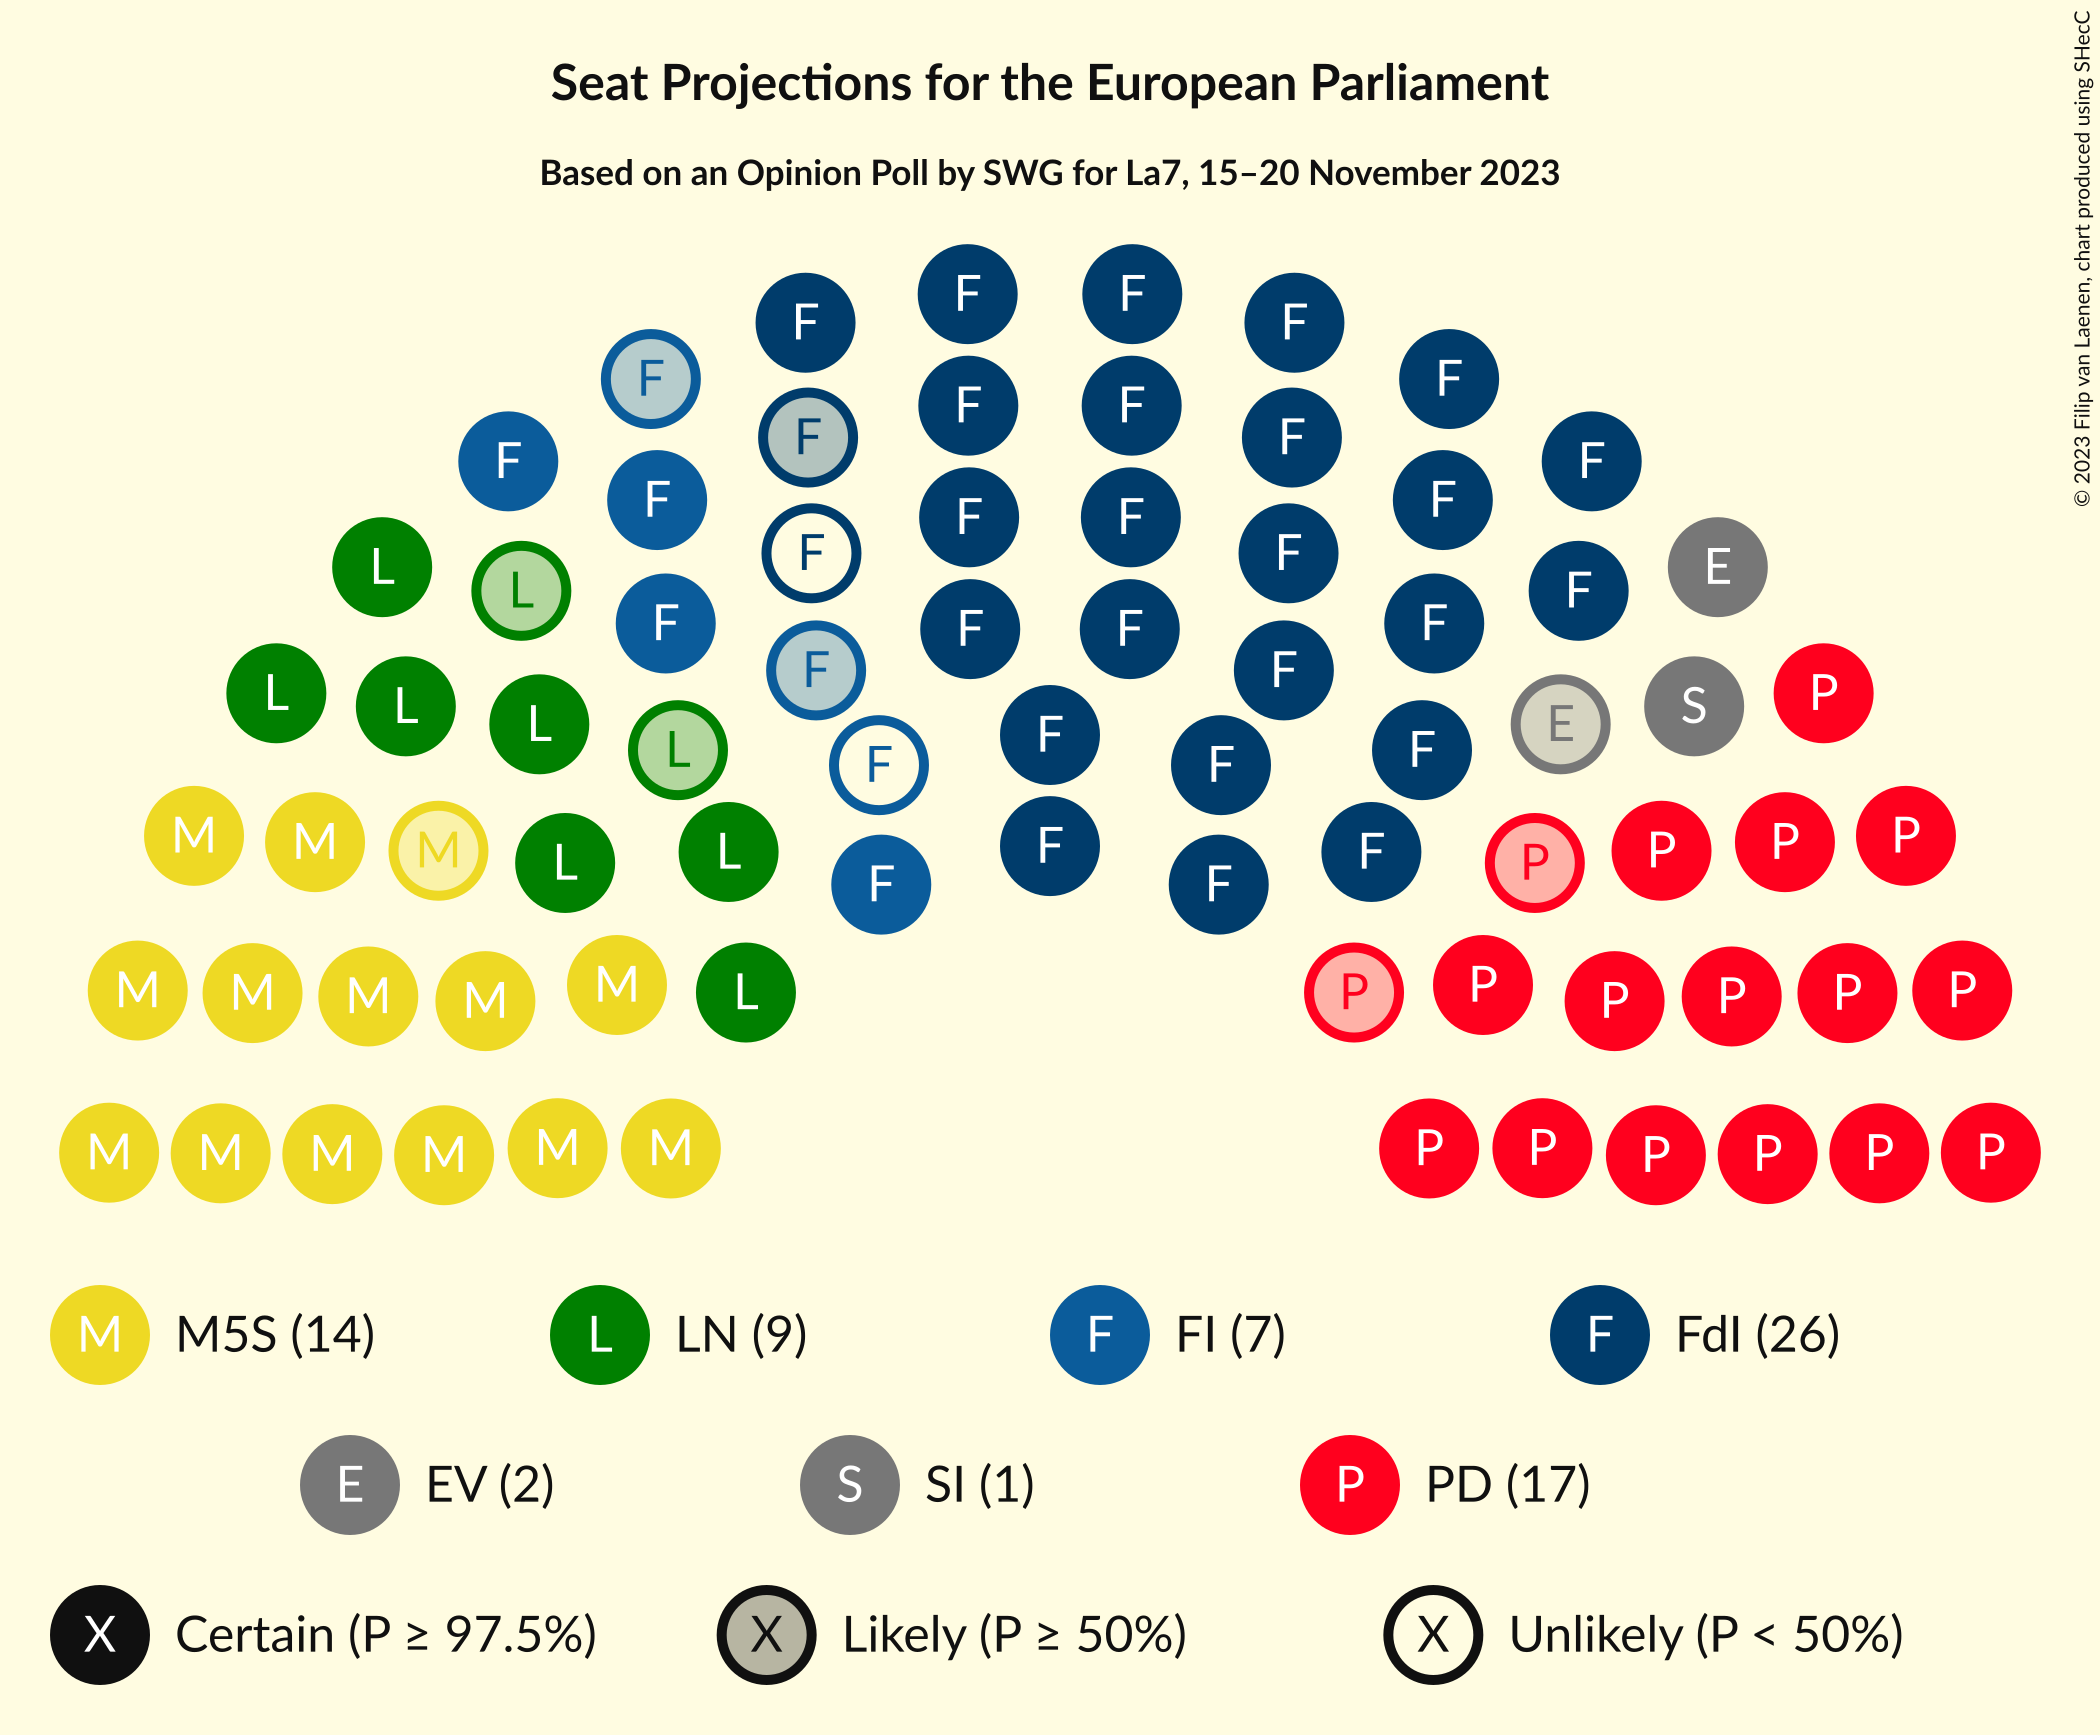 Seat Projections for the European Parliament
Based on an Opinion Poll by SWG for La7, 15–20 November 2023
© 2023 Filip van Laenen, chart produced using SHecC
F F
F F
F F
F F F F
F F
F F
F F F F
F F
L E
F F
L F
F F
L P
F F
L S
L E
F F
L F F F
F F
M P
M P
M F P
M L L F P P
F F
M M M M M L P P P P P P
M M M M M M P P P P P P
M M5S (14) L LN (9) F FI (7) F FdI (26)
E EV (2) S SI (1) P PD (17)
X Certain (P ≥ 97.5%) X Likely (P ≥ 50%) X Unlikely (P < 50%)